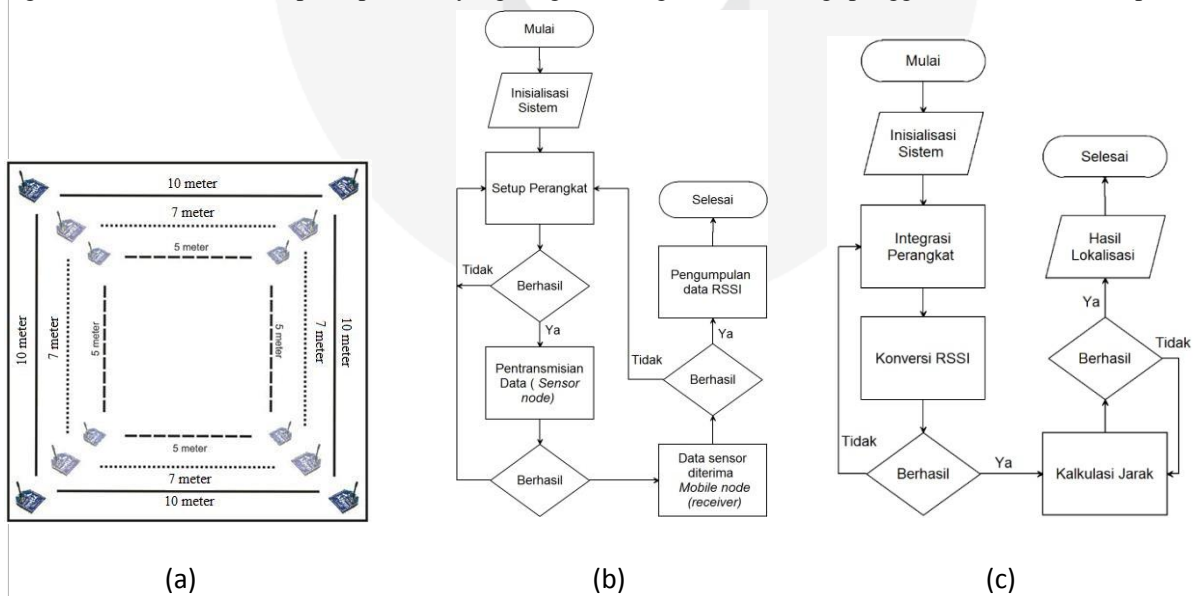 10 meter
7 meter
5 meter
10 meter
7 meter
5 meter
5 meter
7 meter
10 meter
5 meter
7 meter
10 meter
(a)
Mulai
Inisialisasi
Sistem
Setup Perangkat
Berhasil
Tidak
Ya
Pentransmisian
Data ( Sensor
node)
Berhasil
Data sensor
diterima
Mobile node
(receiver)
Berhasil
Tidak
Ya
Pengumpulan
data RSSI
Selesai
(b)
Mulai
Inisialisasi
Sistem
Integrasi
Perangkat
Konversi RSSI
Berhasil
Tidak
Ya
Kalkulasi Jarak
Berhasil
Tidak
Ya
Hasil
Lokalisasi
Selesai
(c)